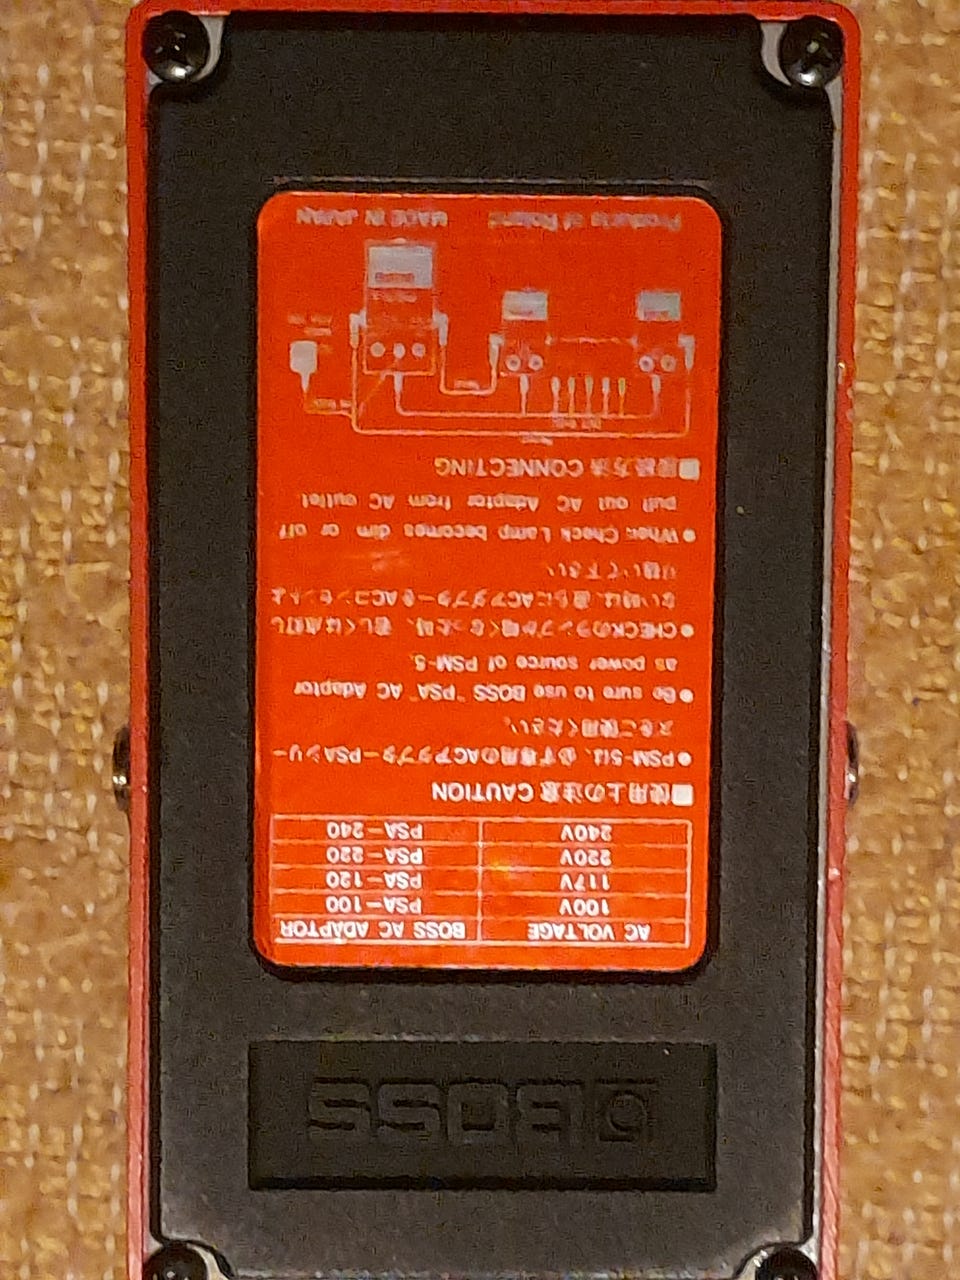 BOSS
AC VOLTAGE BOSS AC ADAPTOR
100V PSA-100
117V PSA-120
220V PSA-220
240V PSA-240
■使用上の注意 CAUTION
●PSM-5は、必ず専用のACアダプターPSAシリー
ズをご使用ください。
●Be sure to use BOSS "PSA" AC Adaptor
as power source of PSM-5.
●CHECKのランプが暗くなった時、若しくは点灯し
ない時は、直ちにACアダプターをACコンセントよ
り抜いて下さい
●When Check Lamp becomes dim or off
pull out AC Adaptor from AC outlet
■接続方法 CONNECTING
Products of Roland MADE IN JAPAN